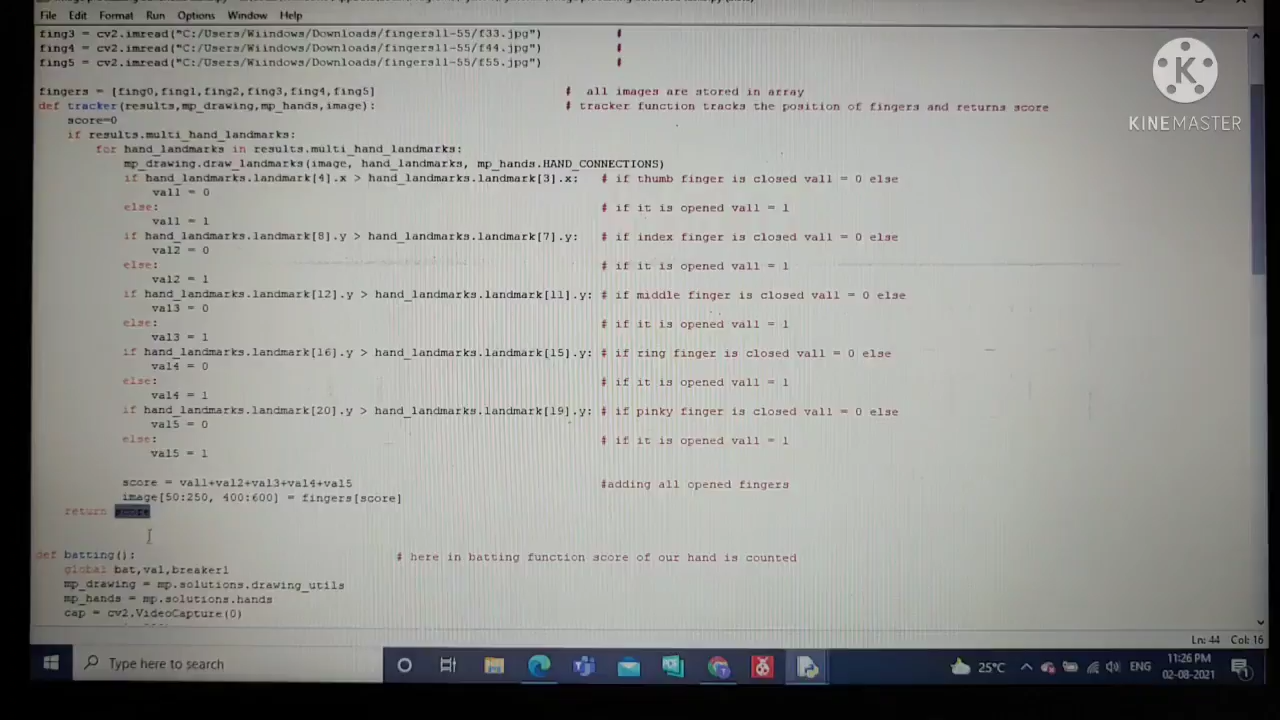 File Edit Format Run Options Window Help
fing3 = cv2.imread("C:/Users/Wiindows/Downloads/fingersll-55/f33.jpg") #
fing4 = cv2.imread("C:/Users/Wiindows/Downloads/fingersll-55/f44.jpg") #
fing5 = cv2.imread("C:/Users/Wiindows/Downloads/fingersll-55/f55.jpg") #
fingers = [fing0,fing1,fing2,fing3,fing4,fing5] # all images are stored in array
def tracker(results,mp_drawing,mp_hands,image): # tracker function tracks the position of fingers and returns score
score=0
if results.multi_hand_landmarks:
for hand_landmarks in results.multi_hand_landmarks:
mp_drawing.draw_landmarks(image, hand_landmarks, mp_hands.HAND_CONNECTIONS)
if hand_landmarks.landmark[4].x > hand_landmarks.landmark[3].x: # if thumb finger is closed val1 = 0 else
val1 = 0
else: # if it is opened val1 = 1
val1 = 1
if hand_landmarks.landmark[8].y > hand_landmarks.landmark[7].y: # if index finger is closed val1 = 0 else
val2 = 0
else: # if it is opened val1 = 1
val2 = 1
if hand_landmarks.landmark[12].y > hand_landmarks.landmark[11].y: # if middle finger is closed val1 = 0 else
val3 = 0
else: # if it is opened val1 = 1
val3 = 1
if hand_landmarks.landmark[16].y > hand_landmarks.landmark[15].y: # if ring finger is closed val1 = 0 else
val4 = 0
else: # if it is opened val1 = 1
val4 = 1
if hand_landmarks.landmark[20].y > hand_landmarks.landmark[19].y: # if pinky finger is closed val1 = 0 else
val5 = 0
else: # if it is opened val1 = 1
val5 = 1
score = val1+val2+val3+val4+val5 #adding all opened fingers
image[50:250, 400:600] = fingers[score]
return score
def batting(): # here in batting function score of our hand is counted
global bat,val,breaker1
mp_drawing = mp.solutions.drawing_utils
mp_hands = mp.solutions.hands
cap = cv2.VideoCapture(0)
Ln: 44 Col: 16
Type here to search
25°C
ENG
11:26 PM
02-08-2021
K
KINEMASTER